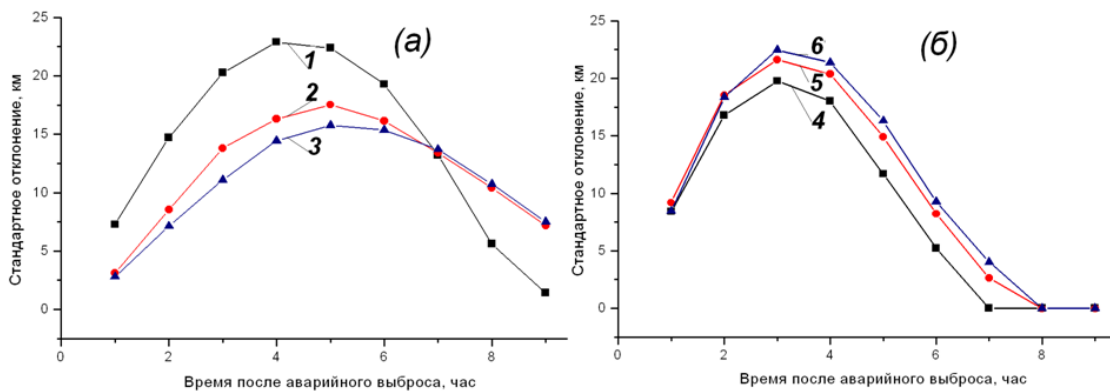 (а)
Стандартное отклонение, км
25
20
15
10
5
0
1
2
3
0 2 4 6 8
Время после аварийного выброса, час
(б)
Стандартное отклонение, км
25
20
15
10
5
0
6
5
4
0 2 4 6 8
Время после аварийного выброса, час